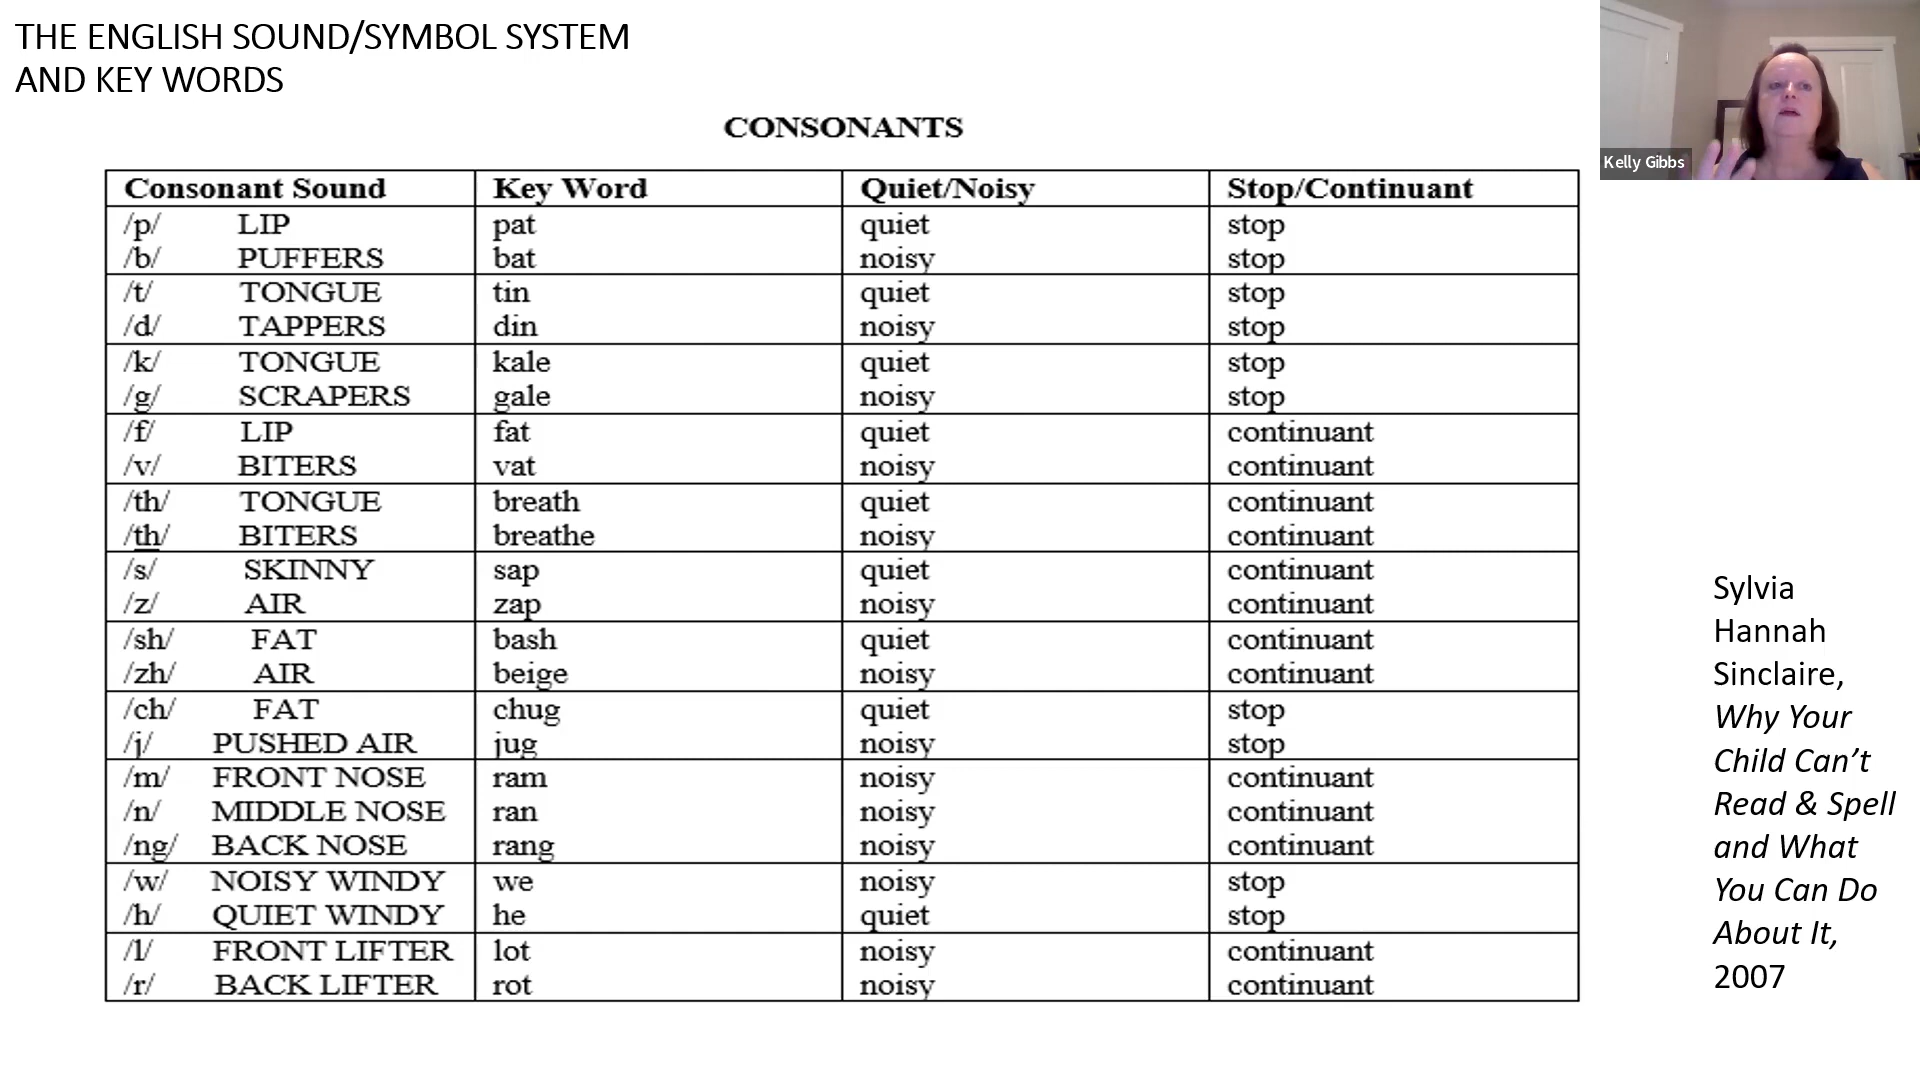 THE ENGLISH SOUND/SYMBOL SYSTEM
AND KEY WORDS
Kelly Gibbs
CONSONANTS
Consonant Sound Key Word Quiet/Noisy Stop/Continuant
/p/ LIP pat quiet stop
/b/ PUFFERS bat noisy stop
/t/ TONGUE tin quiet stop
/d/ TAPPERS din noisy stop
/k/ TONGUE kale quiet stop
/g/ SCRAPERS gale noisy stop
/f/ LIP fat quiet continuant
/v/ BITERS vat noisy continuant
/th/ TONGUE breath quiet continuant
/th/ BITERS breathe noisy continuant
/s/ SKINNY sap quiet continuant
/z/ AIR zap noisy continuant
/sh/ FAT bash quiet continuant
/zh/ AIR beige noisy continuant
/ch/ FAT chug quiet stop
/j/ PUSHED AIR jug noisy stop
/m/ FRONT NOSE ram noisy continuant
/n/ MIDDLE NOSE ran noisy continuant
/ng/ BACK NOSE rang noisy continuant
/w/ NOISY WINDY we noisy stop
/h/ QUIET WINDY he quiet stop
/l/ FRONT LIFTER lot noisy continuant
/r/ BACK LIFTER rot noisy continuant
Sylvia
Hannah
Sinclaire,
Why Your
Child Can’t
Read & Spell
and What
You Can Do
About It,
2007